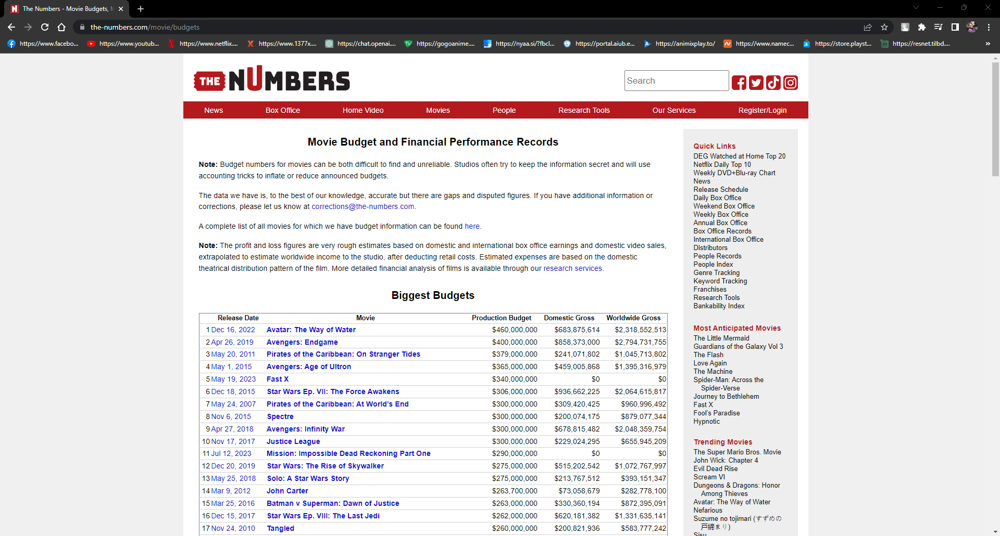 The Numbers - Movie Budgets,
the-numbers.com/movie/budgets
https://www.facebo...
https://www.youtub...
https://www.netflix....
https://www.1377x....
https://chat.openai....
https://gogoanime....
https://nyaa.si/?fbcl...
https://portal.aiub.e...
https://animixplay.to/
https://www.namec...
https://store.playst...
https://resnet.tilbd....
THE NUMBERS
Search
News
Box Office
Home Video
Movies
People
Research Tools
Our Services
Register/Login
Movie Budget and Financial Performance Records
Note: Budget numbers for movies can be both difficult to find and unreliable. Studios often try to keep the information secret and will use
accounting tricks to inflate or reduce announced budgets.
The data we have is, to the best of our knowledge, accurate but there are gaps and disputed figures. If you have additional information or
corrections, please let us know at corrections@the-numbers.com.
A complete list of all movies for which we have budget information can be found here.
Note: The profit and loss figures are very rough estimates based on domestic and international box office earnings and domestic video sales,
extrapolated to estimate worldwide income to the studio, after deducting retail costs. Estimated expenses are based on the domestic
theatrical distribution pattern of the film. More detailed financial analysis of films is available through our research services.
Biggest Budgets
Release Date Movie Production Budget Domestic Gross Worldwide Gross
1 Dec 16, 2022 Avatar: The Way of Water $460,000,000 $683,875,614 $2,318,552,513
2 Apr 26, 2019 Avengers: Endgame $400,000,000 $858,373,000 $2,794,731,755
3 May 20, 2011 Pirates of the Caribbean: On Stranger Tides $379,000,000 $241,071,802 $1,045,713,802
4 May 1, 2015 Avengers: Age of Ultron $365,000,000 $459,005,868 $1,395,316,979
5 May 19, 2023 Fast X $340,000,000 $0 $0
6 Dec 18, 2015 Star Wars Ep. VII: The Force Awakens $306,000,000 $936,662,225 $2,064,615,817
7 May 24, 2007 Pirates of the Caribbean: At World's End $300,000,000 $309,420,425 $960,996,492
8 Nov 6, 2015 Spectre $300,000,000 $200,074,175 $879,077,344
9 Apr 27, 2018 Avengers: Infinity War $300,000,000 $678,815,482 $2,048,359,754
10 Nov 17, 2017 Justice League $300,000,000 $229,024,295 $655,945,209
11 Jul 12, 2023 Mission: Impossible Dead Reckoning Part One $290,000,000 $0 $0
12 Dec 20, 2019 Star Wars: The Rise of Skywalker $275,000,000 $515,202,542 $1,072,767,997
13 May 25, 2018 Solo: A Star Wars Story $275,000,000 $213,767,512 $393,151,347
14 Mar 9, 2012 John Carter $263,700,000 $73,058,679 $282,778,100
15 Mar 25, 2016 Batman v Superman: Dawn of Justice $263,000,000 $330,360,194 $872,395,091
16 Dec 15, 2017 Star Wars Ep. VIII: The Last Jedi $262,000,000 $620,181,382 $1,331,635,141
17 Nov 24, 2010 Tangled $260,000,000 $200,821,936 $583,777,242
Quick Links
DEG Watched at Home Top 20
Netflix Daily Top 10
Weekly DVD+Blu-ray Chart
News
Release Schedule
Daily Box Office
Weekend Box Office
Weekly Box Office
Annual Box Office
Box Office Records
International Box Office
Distributors
People Records
People Index
Genre Tracking
Keyword Tracking
Franchises
Research Tools
Bankability Index
Most Anticipated Movies
The Little Mermaid
Guardians of the Galaxy Vol 3
The Flash
Love Again
The Machine
Spider-Man: Across the
Spider-Verse
Journey to Bethlehem
Fast X
Fool's Paradise
Hypnotic
Trending Movies
The Super Mario Bros. Movie
John Wick: Chapter 4
Evil Dead Rise
Scream VI
Dungeons & Dragons: Honor
Among Thieves
Avatar: The Way of Water
Nefarious
Suzume no tojimari (すずめの
戸締まり)
Sisu